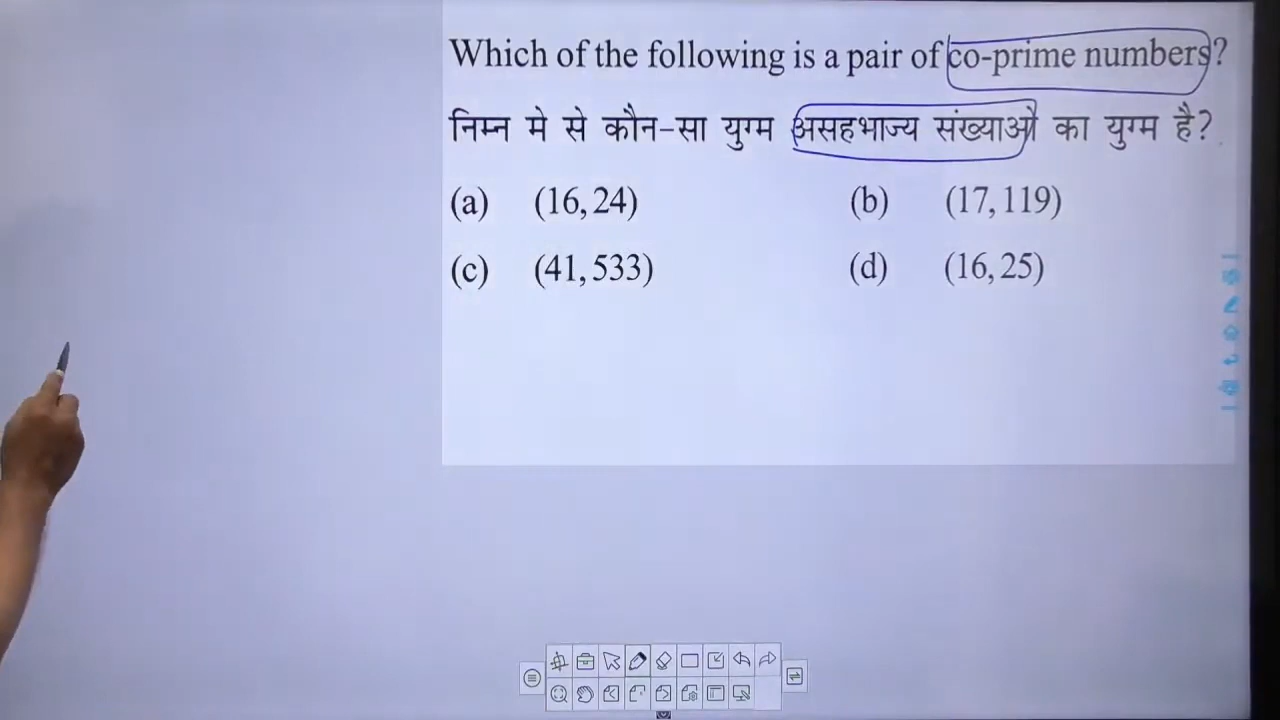 Which of the following is a pair of co-prime numbers?
निम्न मे से कौन-सा युग्म असहभाज्य संख्याओ का युग्म है?
(a) (16, 24) (b) (17, 119)
(c) (41, 533) (d) (16, 25)